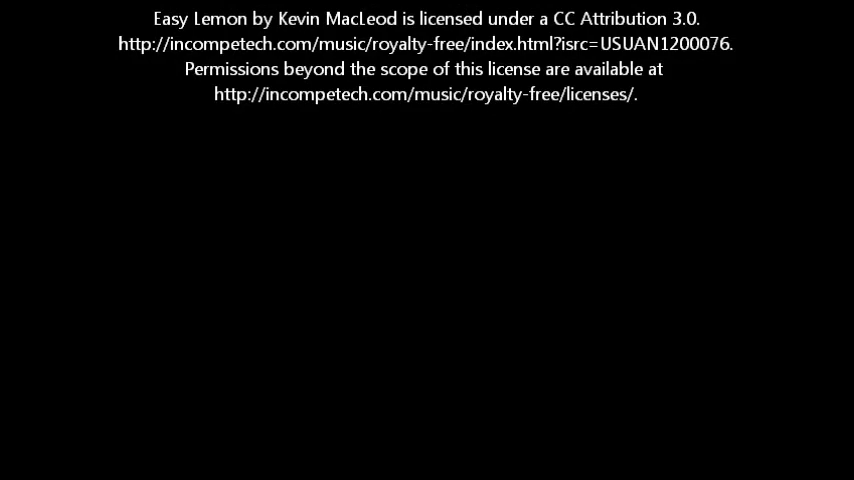 Easy Lemon by Kevin MacLeod is licensed under a CC Attribution 3.0.
http://incompetech.com/music/royalty-free/index.html?isrc=USUAN1200076.
Permissions beyond the scope of this license are available at
http://incompetech.com/music/royalty-free/licenses/.